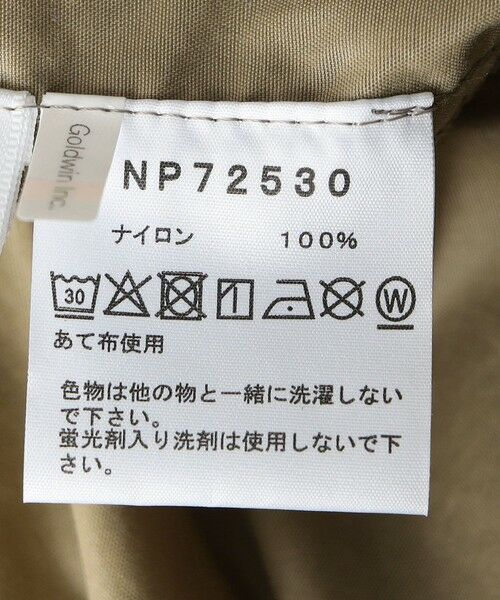 Goldwin Inc.
NP72530
ナイロン 100%
30 W
あて布使用
色物は他の物と一緒に洗濯しない
で下さい。
蛍光剤入り洗剤は使用しないで下
さい。